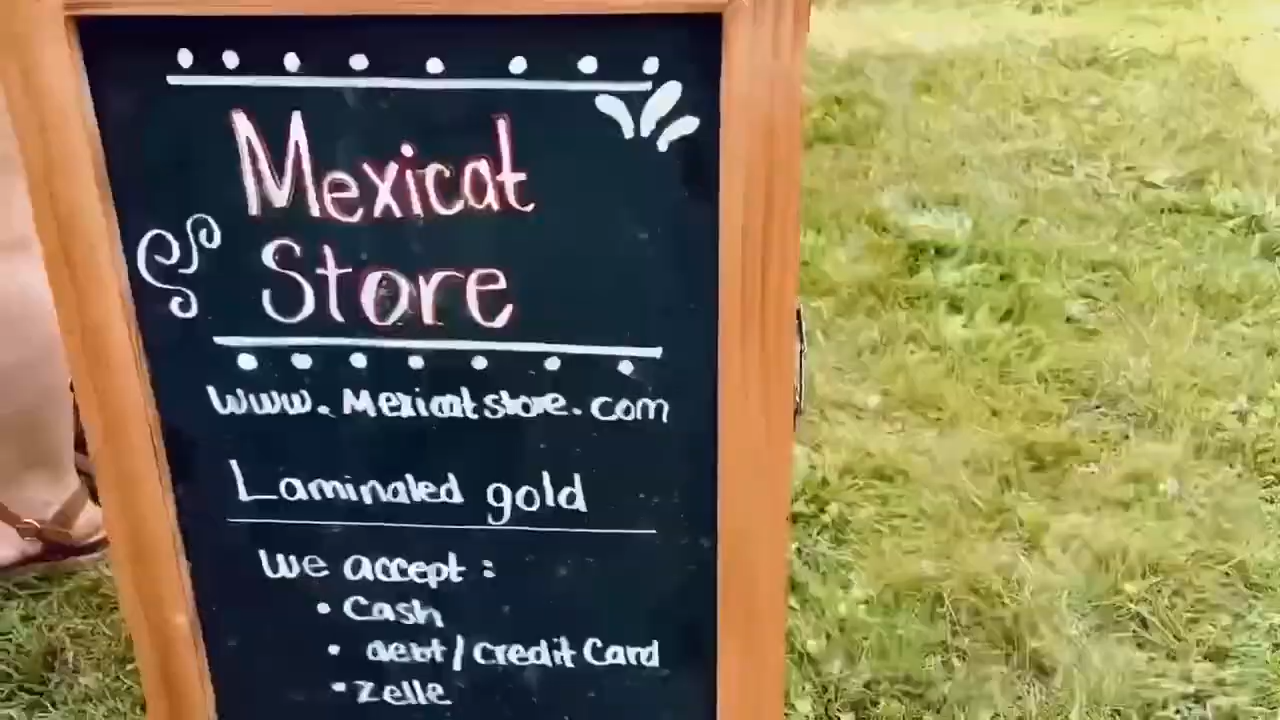 Mexicat
Store
www.Mexicatstore.com
Laminated gold
We accept:
• Cash
• debt/credit Card
• Zelle